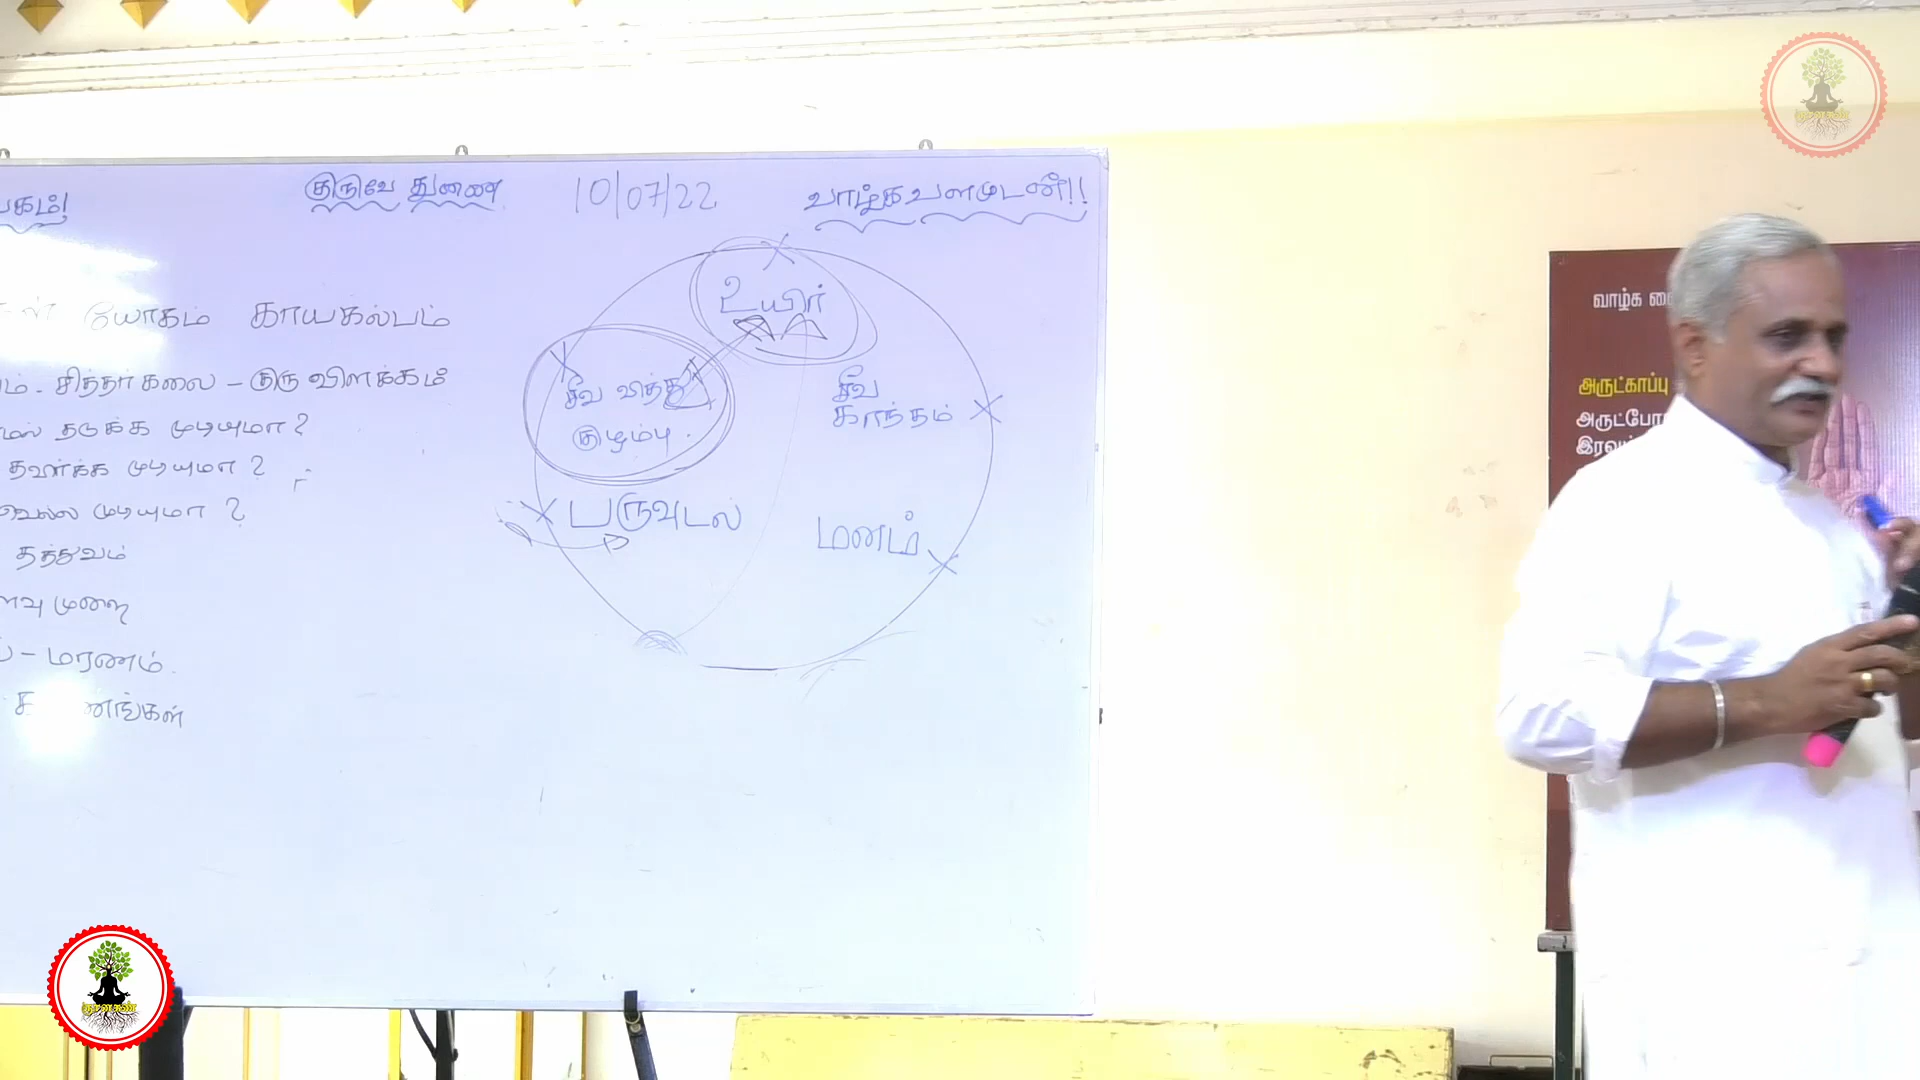 குருவே துணை 10/07/22 வாழ்க வளமுடன்!!
யோகம் காயகல்பம்
சித்தர் கலை - குரு விளக்கம்
தடுக்க முடியுமா?
தவிர்க்க முடியுமா?
வெல்ல முடியுமா?
தத்துவம்
- மரணம்.
உயிர்
சீவ வித்து
குழம்பு.
சீவ
காந்தம்
பருவுடல்
மனம்
வாழ்க
அருட்காப்பு